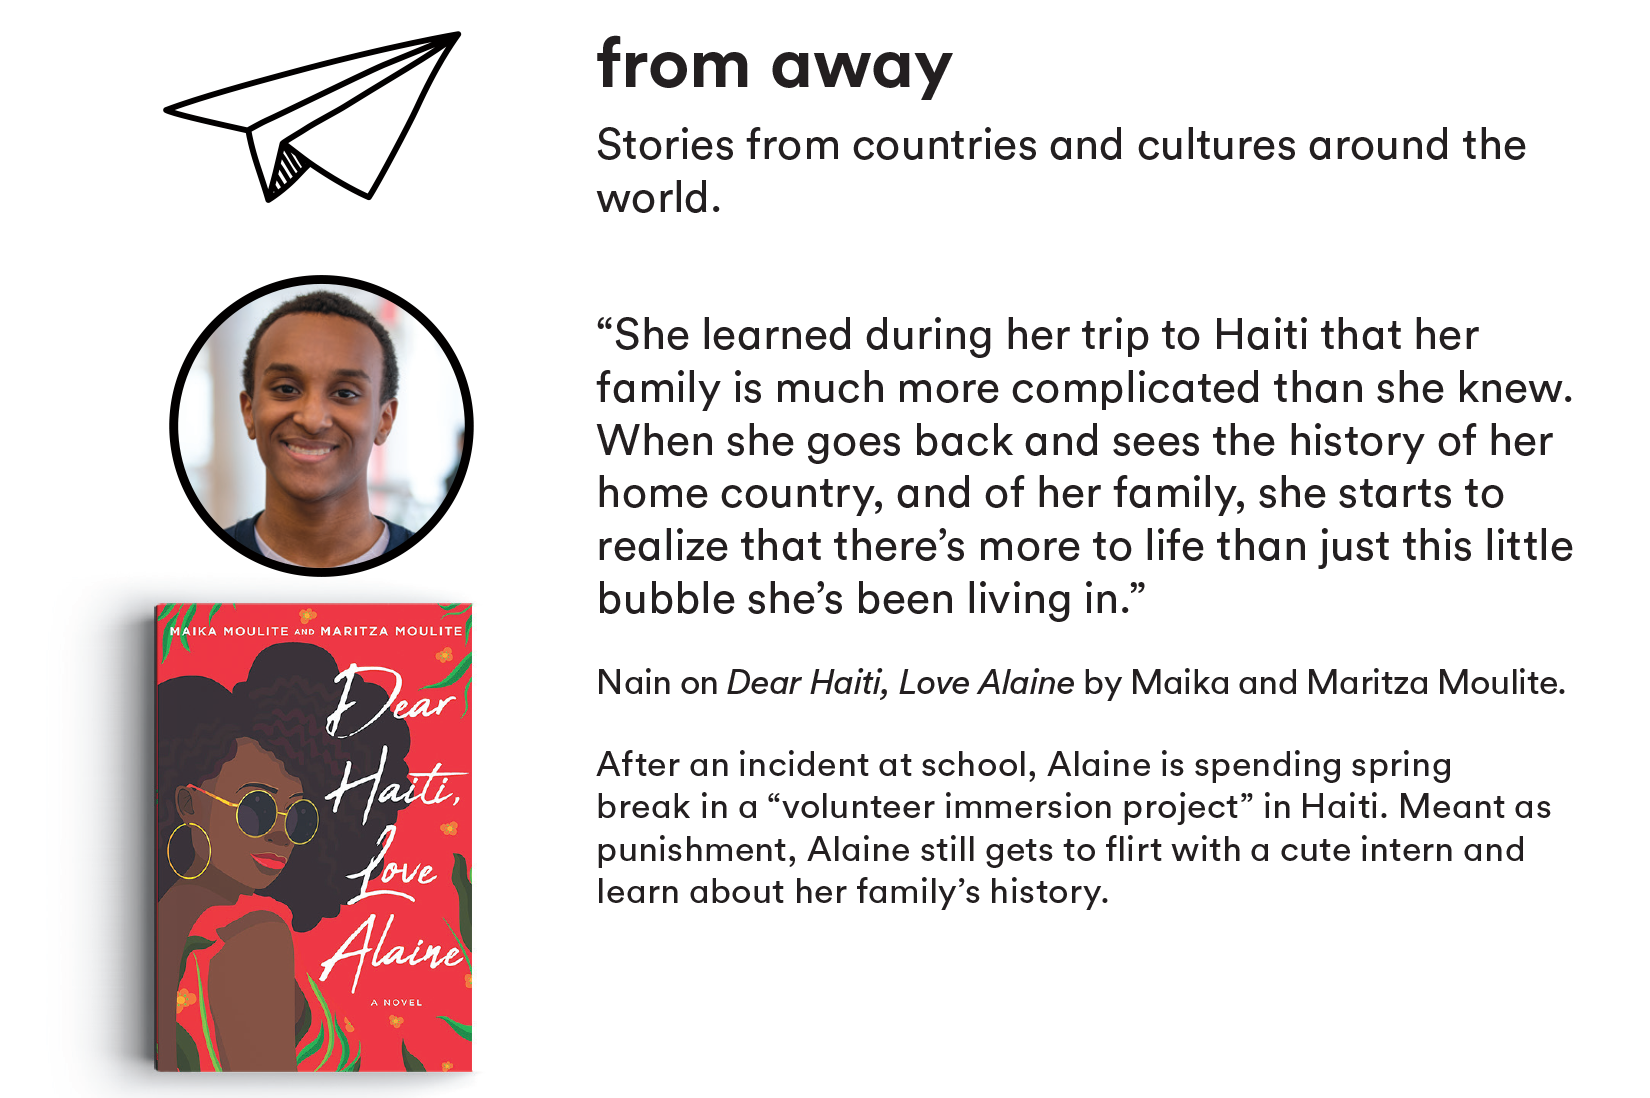 from away
Stories from countries and cultures around the
world.
“She learned during her trip to Haiti that her
family is much more complicated than she knew.
When she goes back and sees the history of her
home country, and of her family, she starts to
realize that there’s more to life than just this little
bubble she’s been living in.”
Nain on Dear Haiti, Love Alaine by Maika and Maritza Moulite.
After an incident at school, Alaine is spending spring
break in a “volunteer immersion project” in Haiti. Meant as
punishment, Alaine still gets to flirt with a cute intern and
learn about her family’s history.
MAIKA MOULITE AND MARITZA MOULITE
Dear
Haiti,
Love
Alaine
A NOVEL